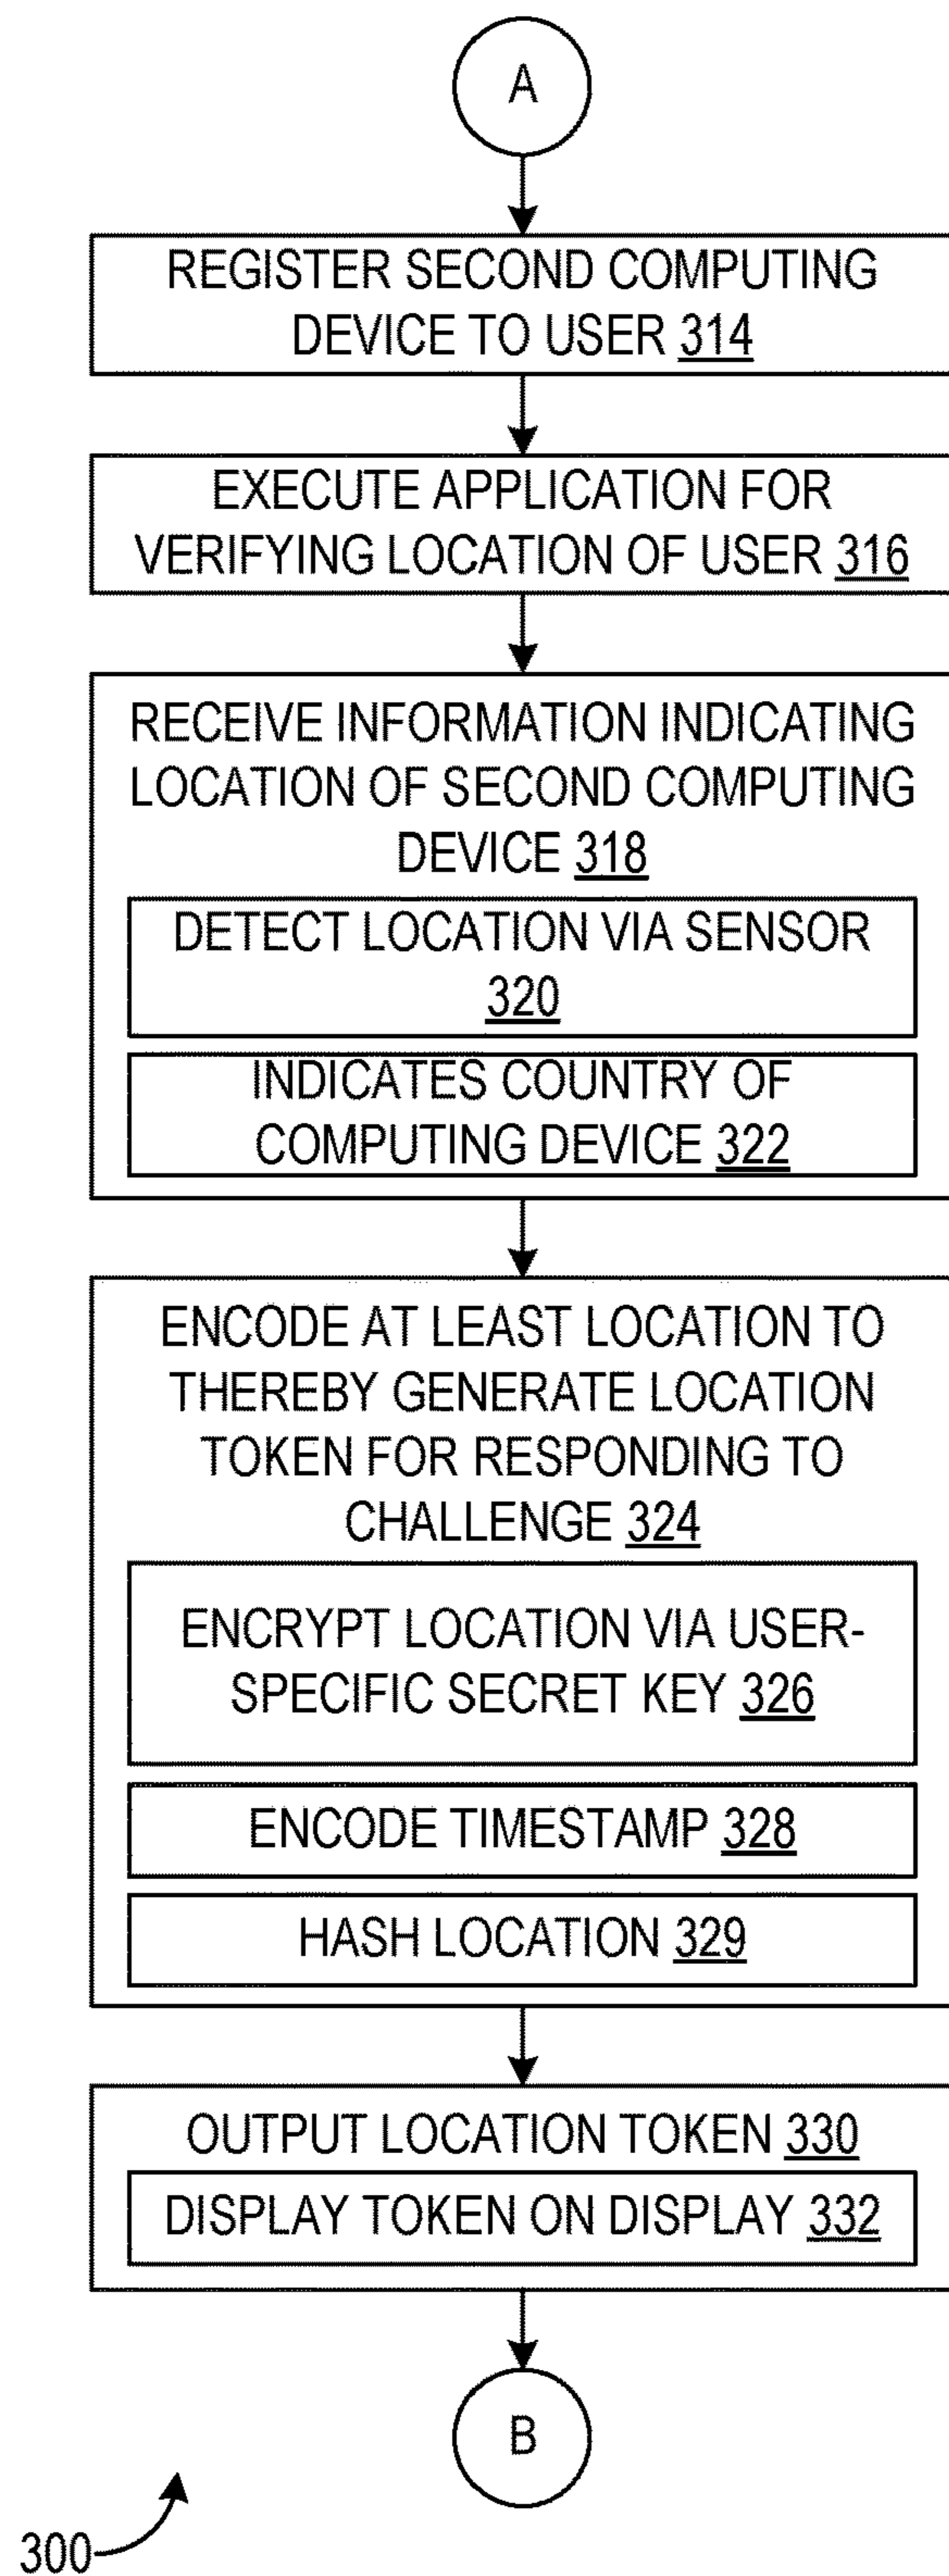 A
REGISTER SECOND COMPUTING
DEVICE TO USER 314
EXECUTE APPLICATION FOR
VERIFYING LOCATION OF USER 316
RECEIVE INFORMATION INDICATING
LOCATION OF SECOND COMPUTING
DEVICE 318
DETECT LOCATION VIA SENSOR
320
INDICATES COUNTRY OF
COMPUTING DEVICE 322
ENCODE AT LEAST LOCATION TO
THEREBY GENERATE LOCATION
TOKEN FOR RESPONDING TO
CHALLENGE 324
ENCRYPT LOCATION VIA USER-
SPECIFIC SECRET KEY 326
ENCODE TIMESTAMP 328
HASH LOCATION 329
OUTPUT LOCATION TOKEN 330
DISPLAY TOKEN ON DISPLAY 332
B
300